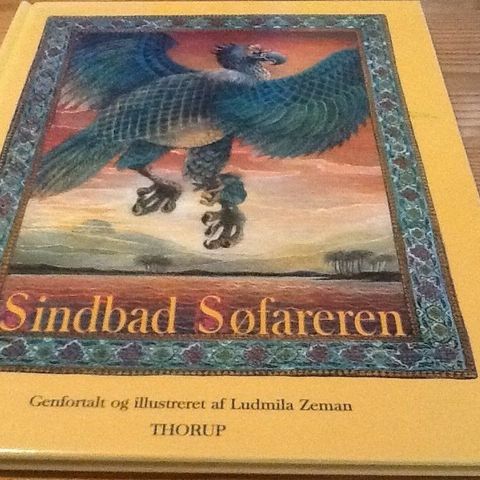 Sindbad Søfareren
Genfortalt og illustreret af Ludmila Zeman
THORUP